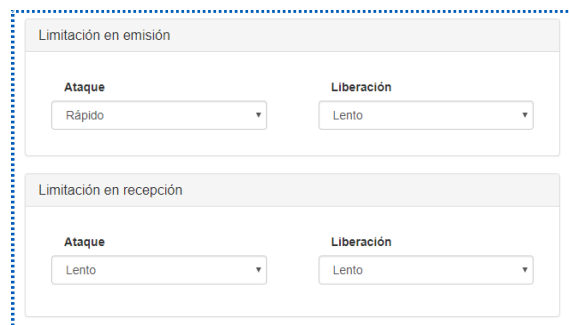 Limitación en emisión
Ataque Liberación
Rápido Lento
Limitación en recepción
Ataque Liberación
Lento Lento